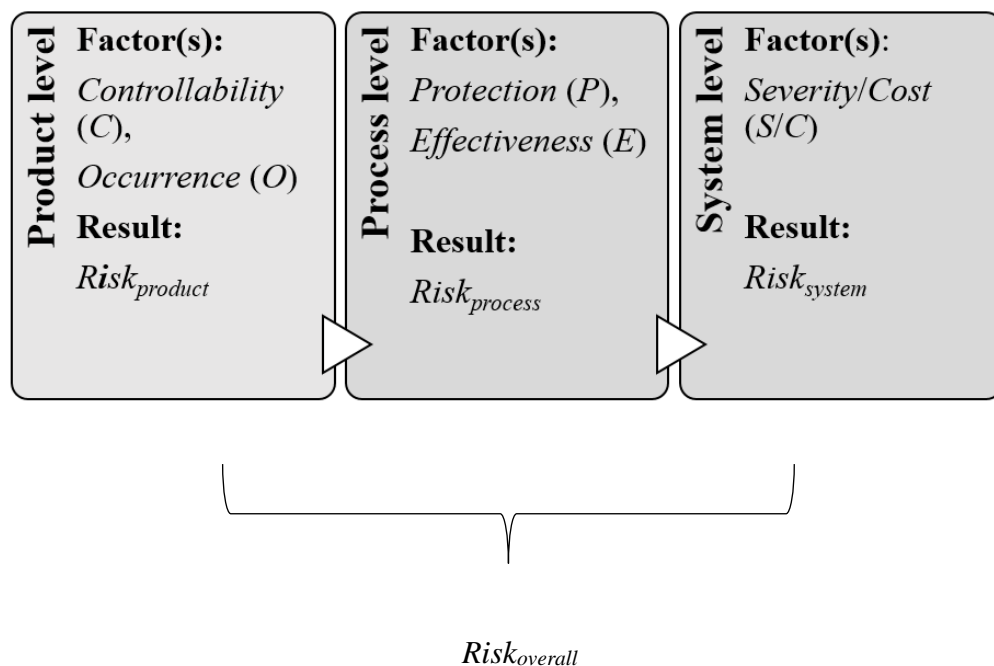 Product level
Factor(s):
Controllability
(C),
Occurrence (O)
Result:
Risk_product
Process level
Factor(s):
Protection (P),
Effectiveness (E)
Result:
Risk_process
System level
Factor(s):
Severity/Cost
(S/C)
Result:
Risk_system
Risk_overall